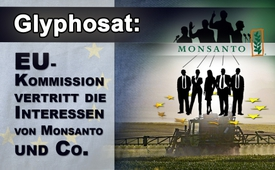 Glyphosat:
EU-
Kommission
vertritt die
Interessen
von Monsanto
und Co.
MONSANTO